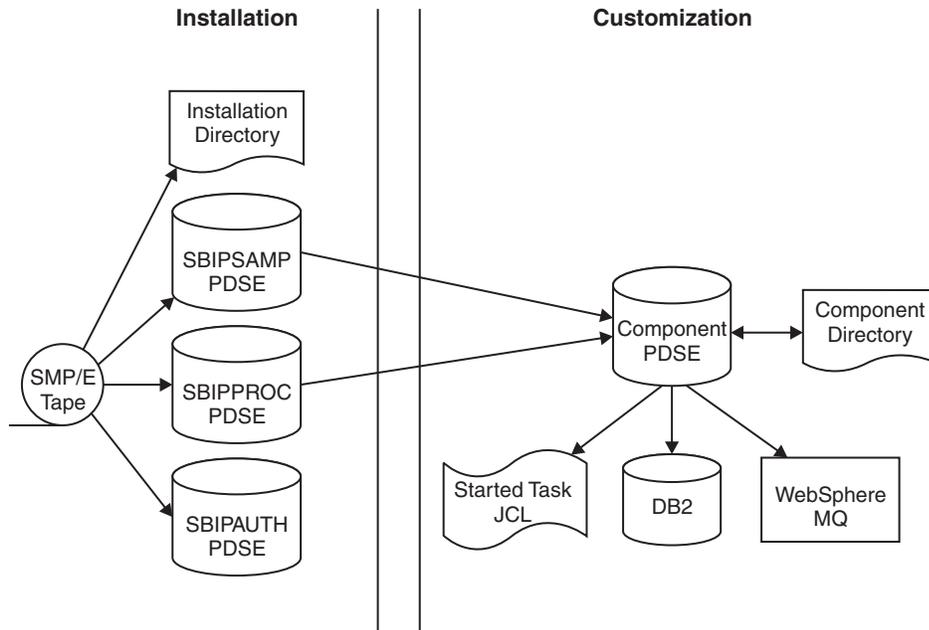 Installation
Customization
Installation
Directory
SBIPSAMP
PDSE
SMP/E
Tape
SBIPPROC
PDSE
SBIPAUTH
PDSE
Component
PDSE
Component
Directory
Started Task
JCL
DB2
WebSphere
MQ